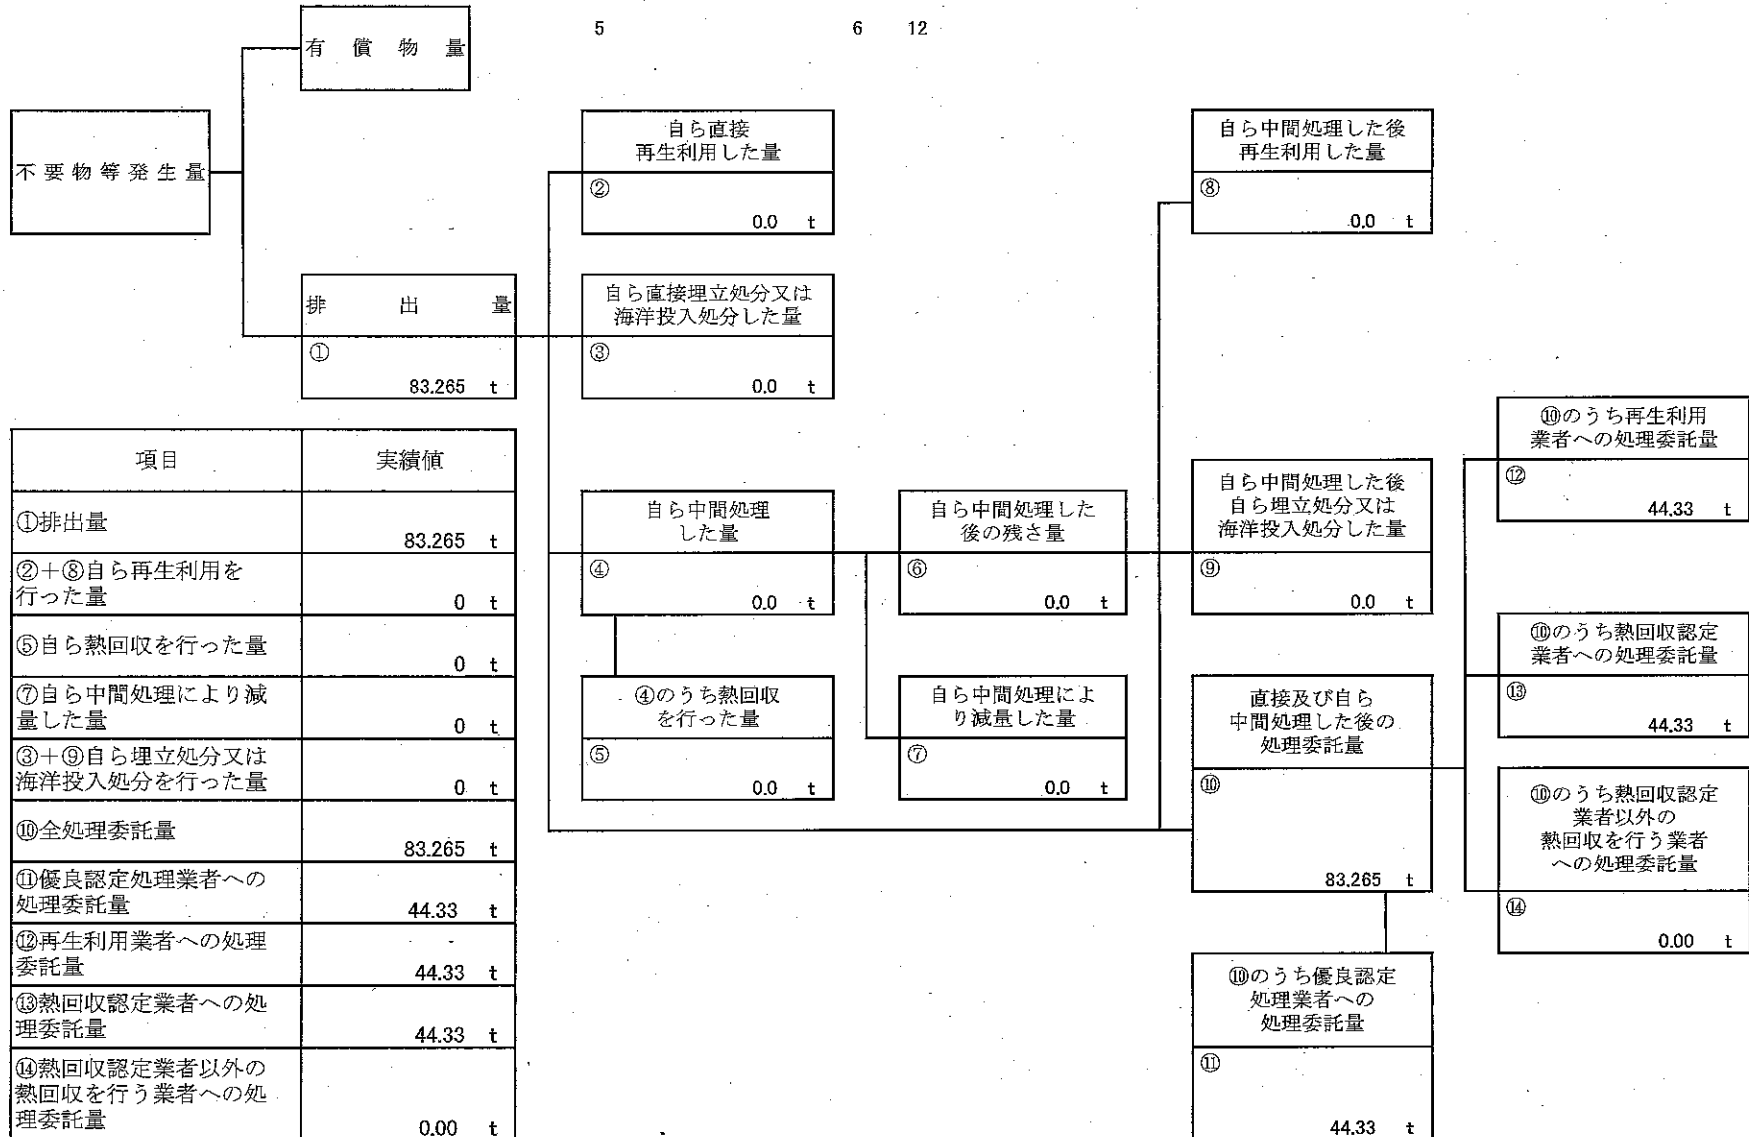 5 6 12
有償物量
不要物等発生量
自ら直接
再生利用した量
②
0.0 t
自ら中間処理した後
再生利用した量
⑧
0.0 t
排出量
①
83.265 t
自ら直接埋立処分又は
海洋投入処分した量
③
0.0 t
⑩のうち再生利用
業者への処理委託量
⑫
44.33 t
自ら中間処理
した量
④
0.0 t
自ら中間処理した
後の残さ量
⑥
0.0 t
自ら中間処理した後
自ら埋立処分又は
海洋投入処分した量
⑨
0.0 t
⑩のうち熱回収認定
業者への処理委託量
⑬
44.33 t
④のうち熱回収
を行った量
⑤
0.0 t
自ら中間処理によ
り減量した量
⑦
0.0 t
直接及び自ら
中間処理した後の
処理委託量
⑩
83.265 t
⑩のうち熱回収認定
業者以外の
熱回収を行う業者
への処理委託量
⑭
0.00 t
⑩のうち優良認定
処理業者への
処理委託量
⑪
44.33 t
項目 実績値
①排出量
83.265 t
②+⑧自ら再生利用を
行った量
0 t
⑤自ら熱回収を行った量
0 t
⑦自ら中間処理により減
量した量
0 t
③+⑨自ら埋立処分又は
海洋投入処分を行った量
0 t
⑩全処理委託量
83.265 t
⑪優良認定処理業者への
処理委託量
44.33 t
⑫再生利用業者への処理
委託量
44.33 t
⑬熱回収認定業者への処
理委託量
44.33 t
⑭熱回収認定業者以外の
熱回収を行う業者への処
理委託量
0.00 t